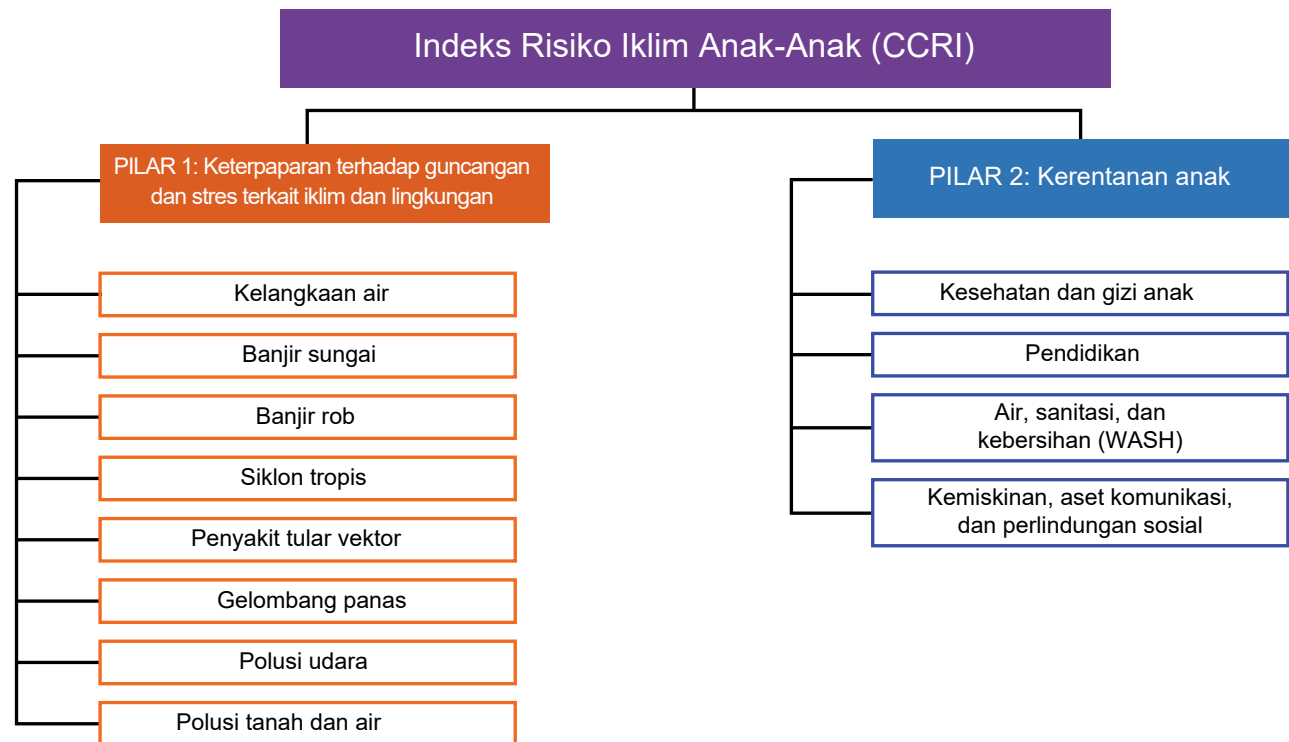 Indeks Risiko Iklim Anak-Anak (CCRI)
PILAR 1: Keterpaparan terhadap guncangan
dan stres terkait iklim dan lingkungan
Kelangkaan air
Banjir sungai
Banjir rob
Siklon tropis
Penyakit tular vektor
Gelombang panas
Polusi udara
Polusi tanah dan air
PILAR 2: Kerentanan anak
Kesehatan dan gizi anak
Pendidikan
Air, sanitasi, dan
kebersihan (WASH)
Kemiskinan, aset komunikasi,
dan perlindungan sosial